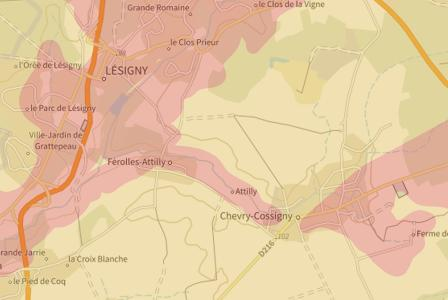 Grande Romaine
le Clos de la Vigne
le Clos Prieur
l'Orée de Lésigny
LÉSIGNY
le Parc de Lésigny
Ville-Jardin de
Grattepeau
Férolles-Attilly
Attilly
Chevry-Cossigny
102
D216
Ferme d
Grande Jarrie
la Croix Blanche
le Pied de Coq